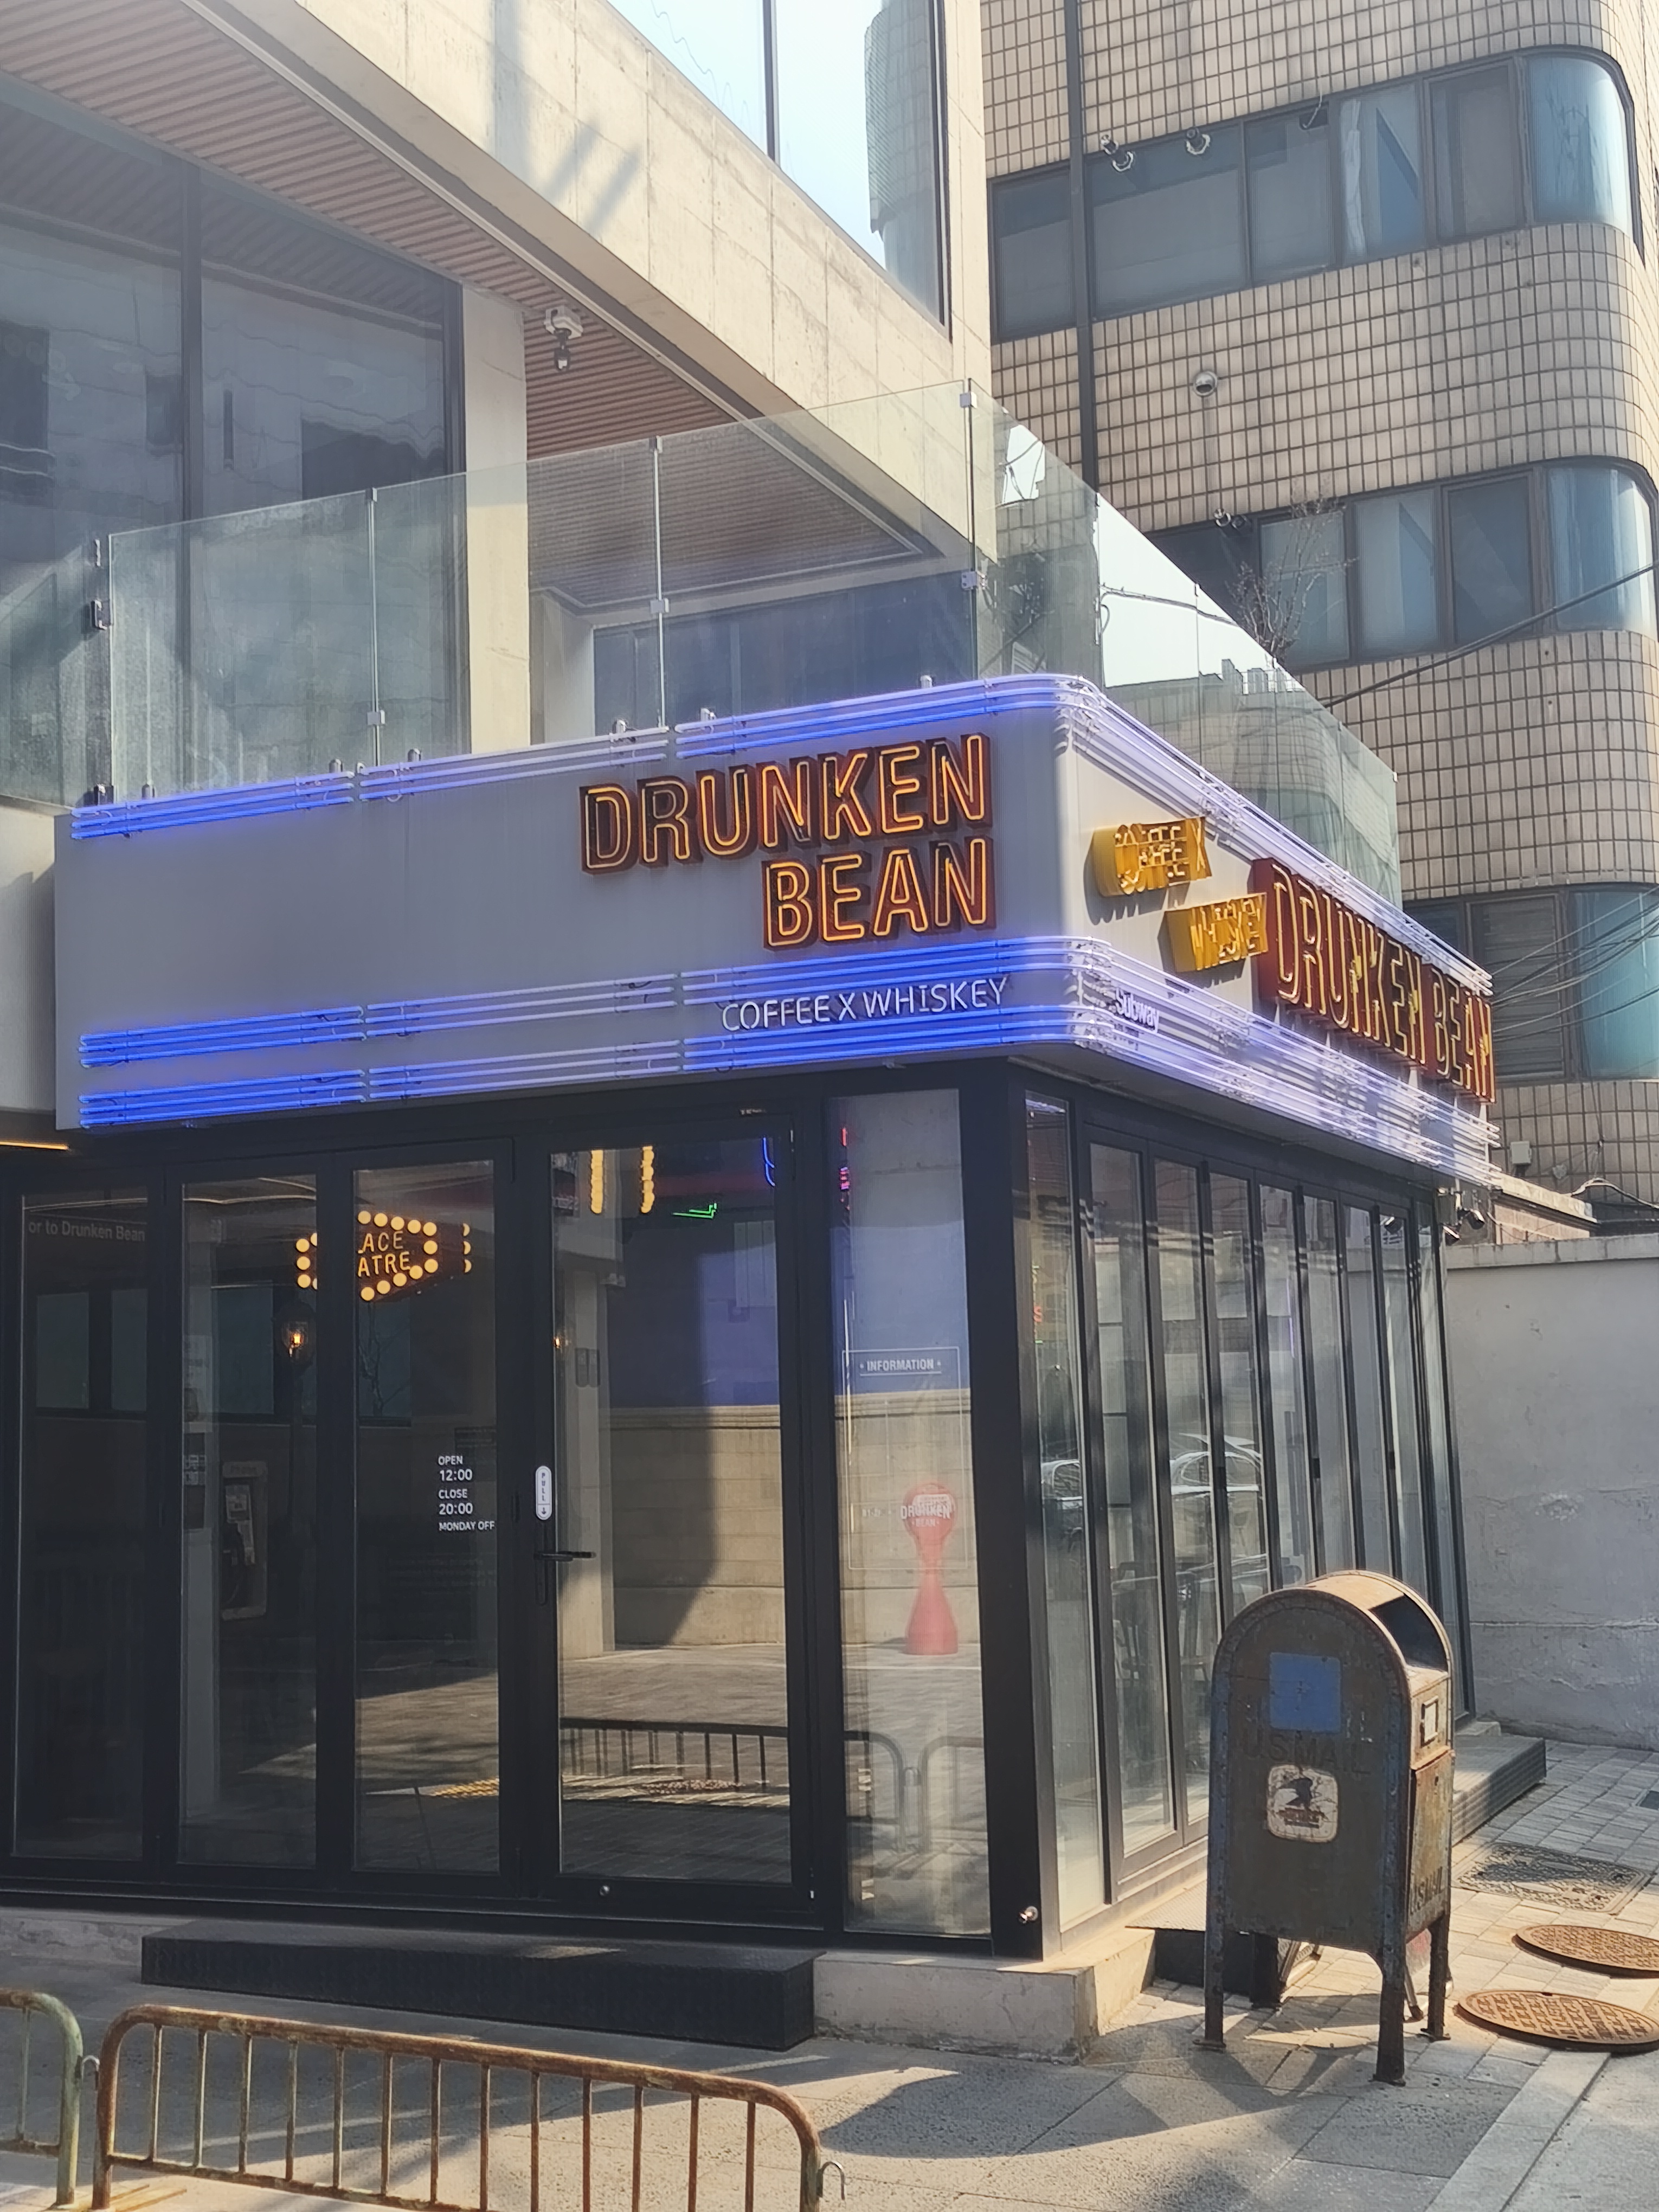 DRUNKEN
BEAN
COFFEE X WHISKEY
COFFEE X
WHISKEY
DRUNKEN BEAN
Subway
or to Drunken Bean
ACE
ATRE
OPEN
12:00
CLOSE
20:00
MONDAY OFF
PULL
INFORMATION
DRUNKEN
BEAN
U.S. MAIL
U.S. MAIL